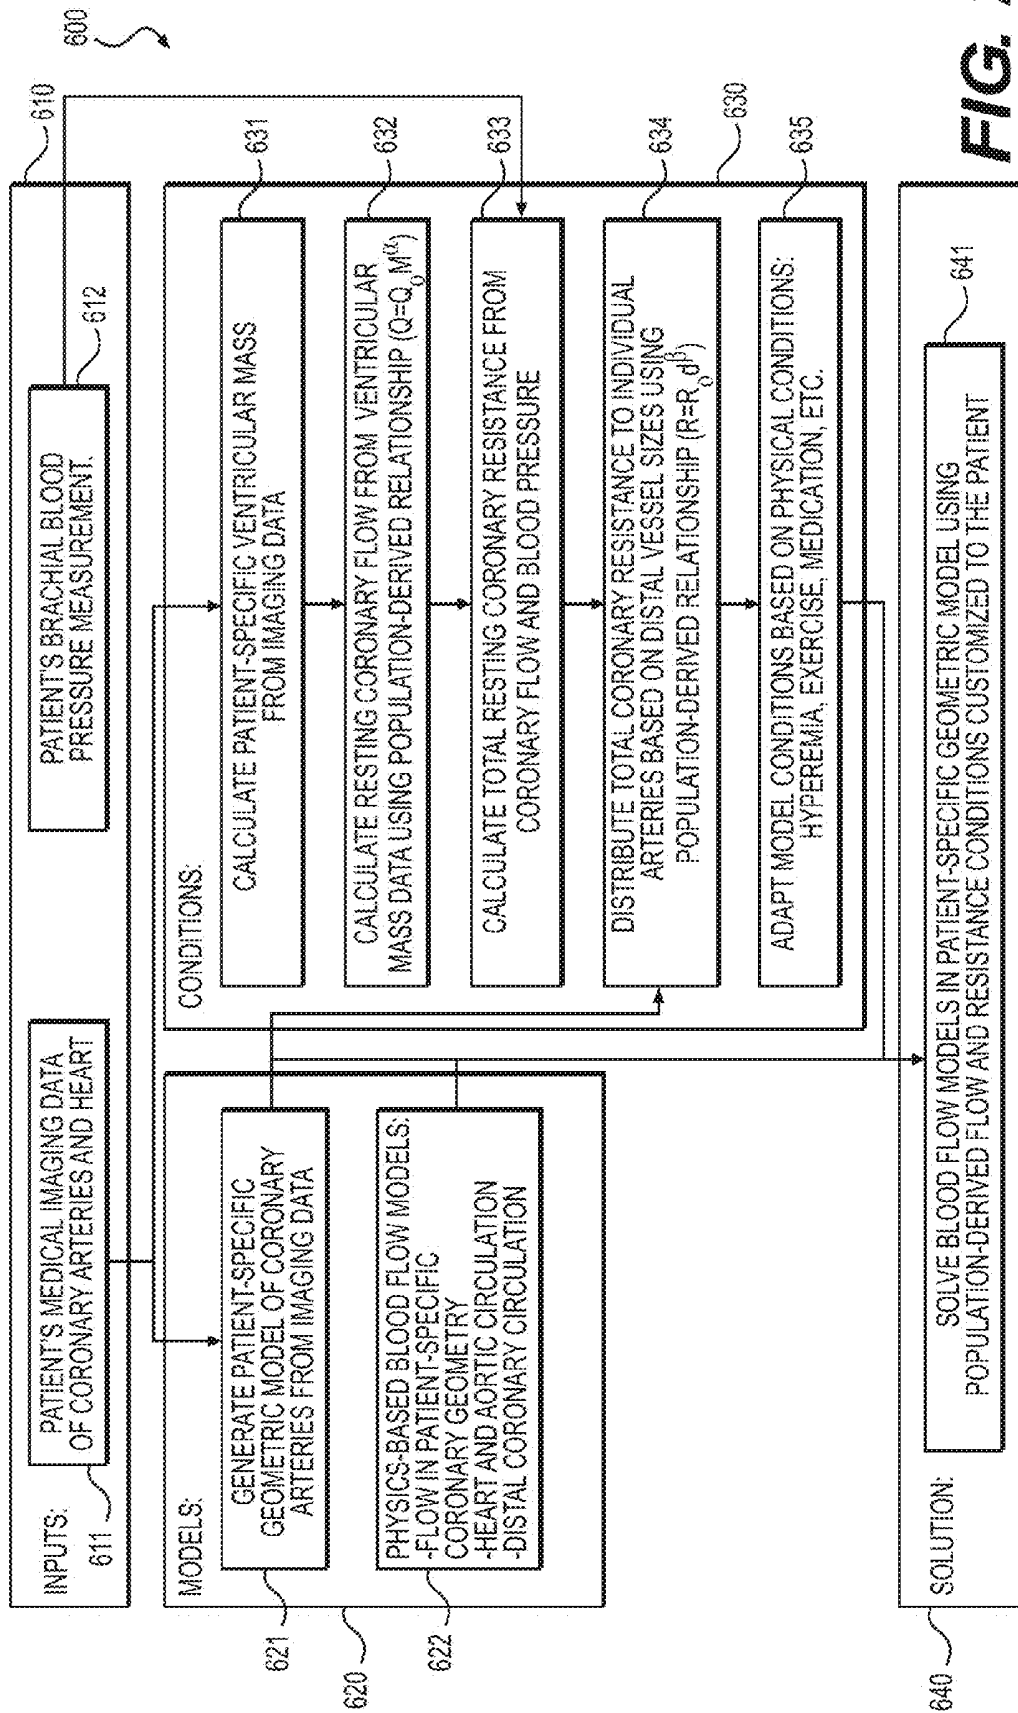 600
610
INPUTS:
PATIENT'S MEDICAL IMAGING DATA
OF CORONARY ARTERIES AND HEART
611
PATIENT'S BRACHIAL BLOOD
PRESSURE MEASUREMENT.
612
MODELS:
GENERATE PATIENT-SPECIFIC
GEOMETRIC MODEL OF CORONARY
ARTERIES FROM IMAGING DATA
621
PHYSICS-BASED BLOOD FLOW MODELS:
-FLOW IN PATIENT-SPECIFIC
CORONARY GEOMETRY
-HEART AND AORTIC CIRCULATION
-DISTAL CORONARY CIRCULATION
622
620
CONDITIONS:
CALCULATE PATIENT-SPECIFIC VENTRICULAR MASS
FROM IMAGING DATA
631
CALCULATE RESTING CORONARY FLOW FROM VENTRICULAR
MASS DATA USING POPULATION-DERIVED RELATIONSHIP (Q=Q₀M^α)
632
CALCULATE TOTAL RESTING CORONARY RESISTANCE FROM
CORONARY FLOW AND BLOOD PRESSURE
633
DISTRIBUTE TOTAL CORONARY RESISTANCE TO INDIVIDUAL
ARTERIES BASED ON DISTAL VESSEL SIZES USING
POPULATION-DERIVED RELATIONSHIP (R=R₀d^β)
634
ADAPT MODEL CONDITIONS BASED ON PHYSICAL CONDITIONS:
HYPEREMIA, EXERCISE, MEDICATION, ETC.
635
630
SOLUTION:
SOLVE BLOOD FLOW MODELS IN PATIENT-SPECIFIC GEOMETRIC MODEL USING
POPULATION-DERIVED FLOW AND RESISTANCE CONDITIONS CUSTOMIZED TO THE PATIENT
641
640
FIG.